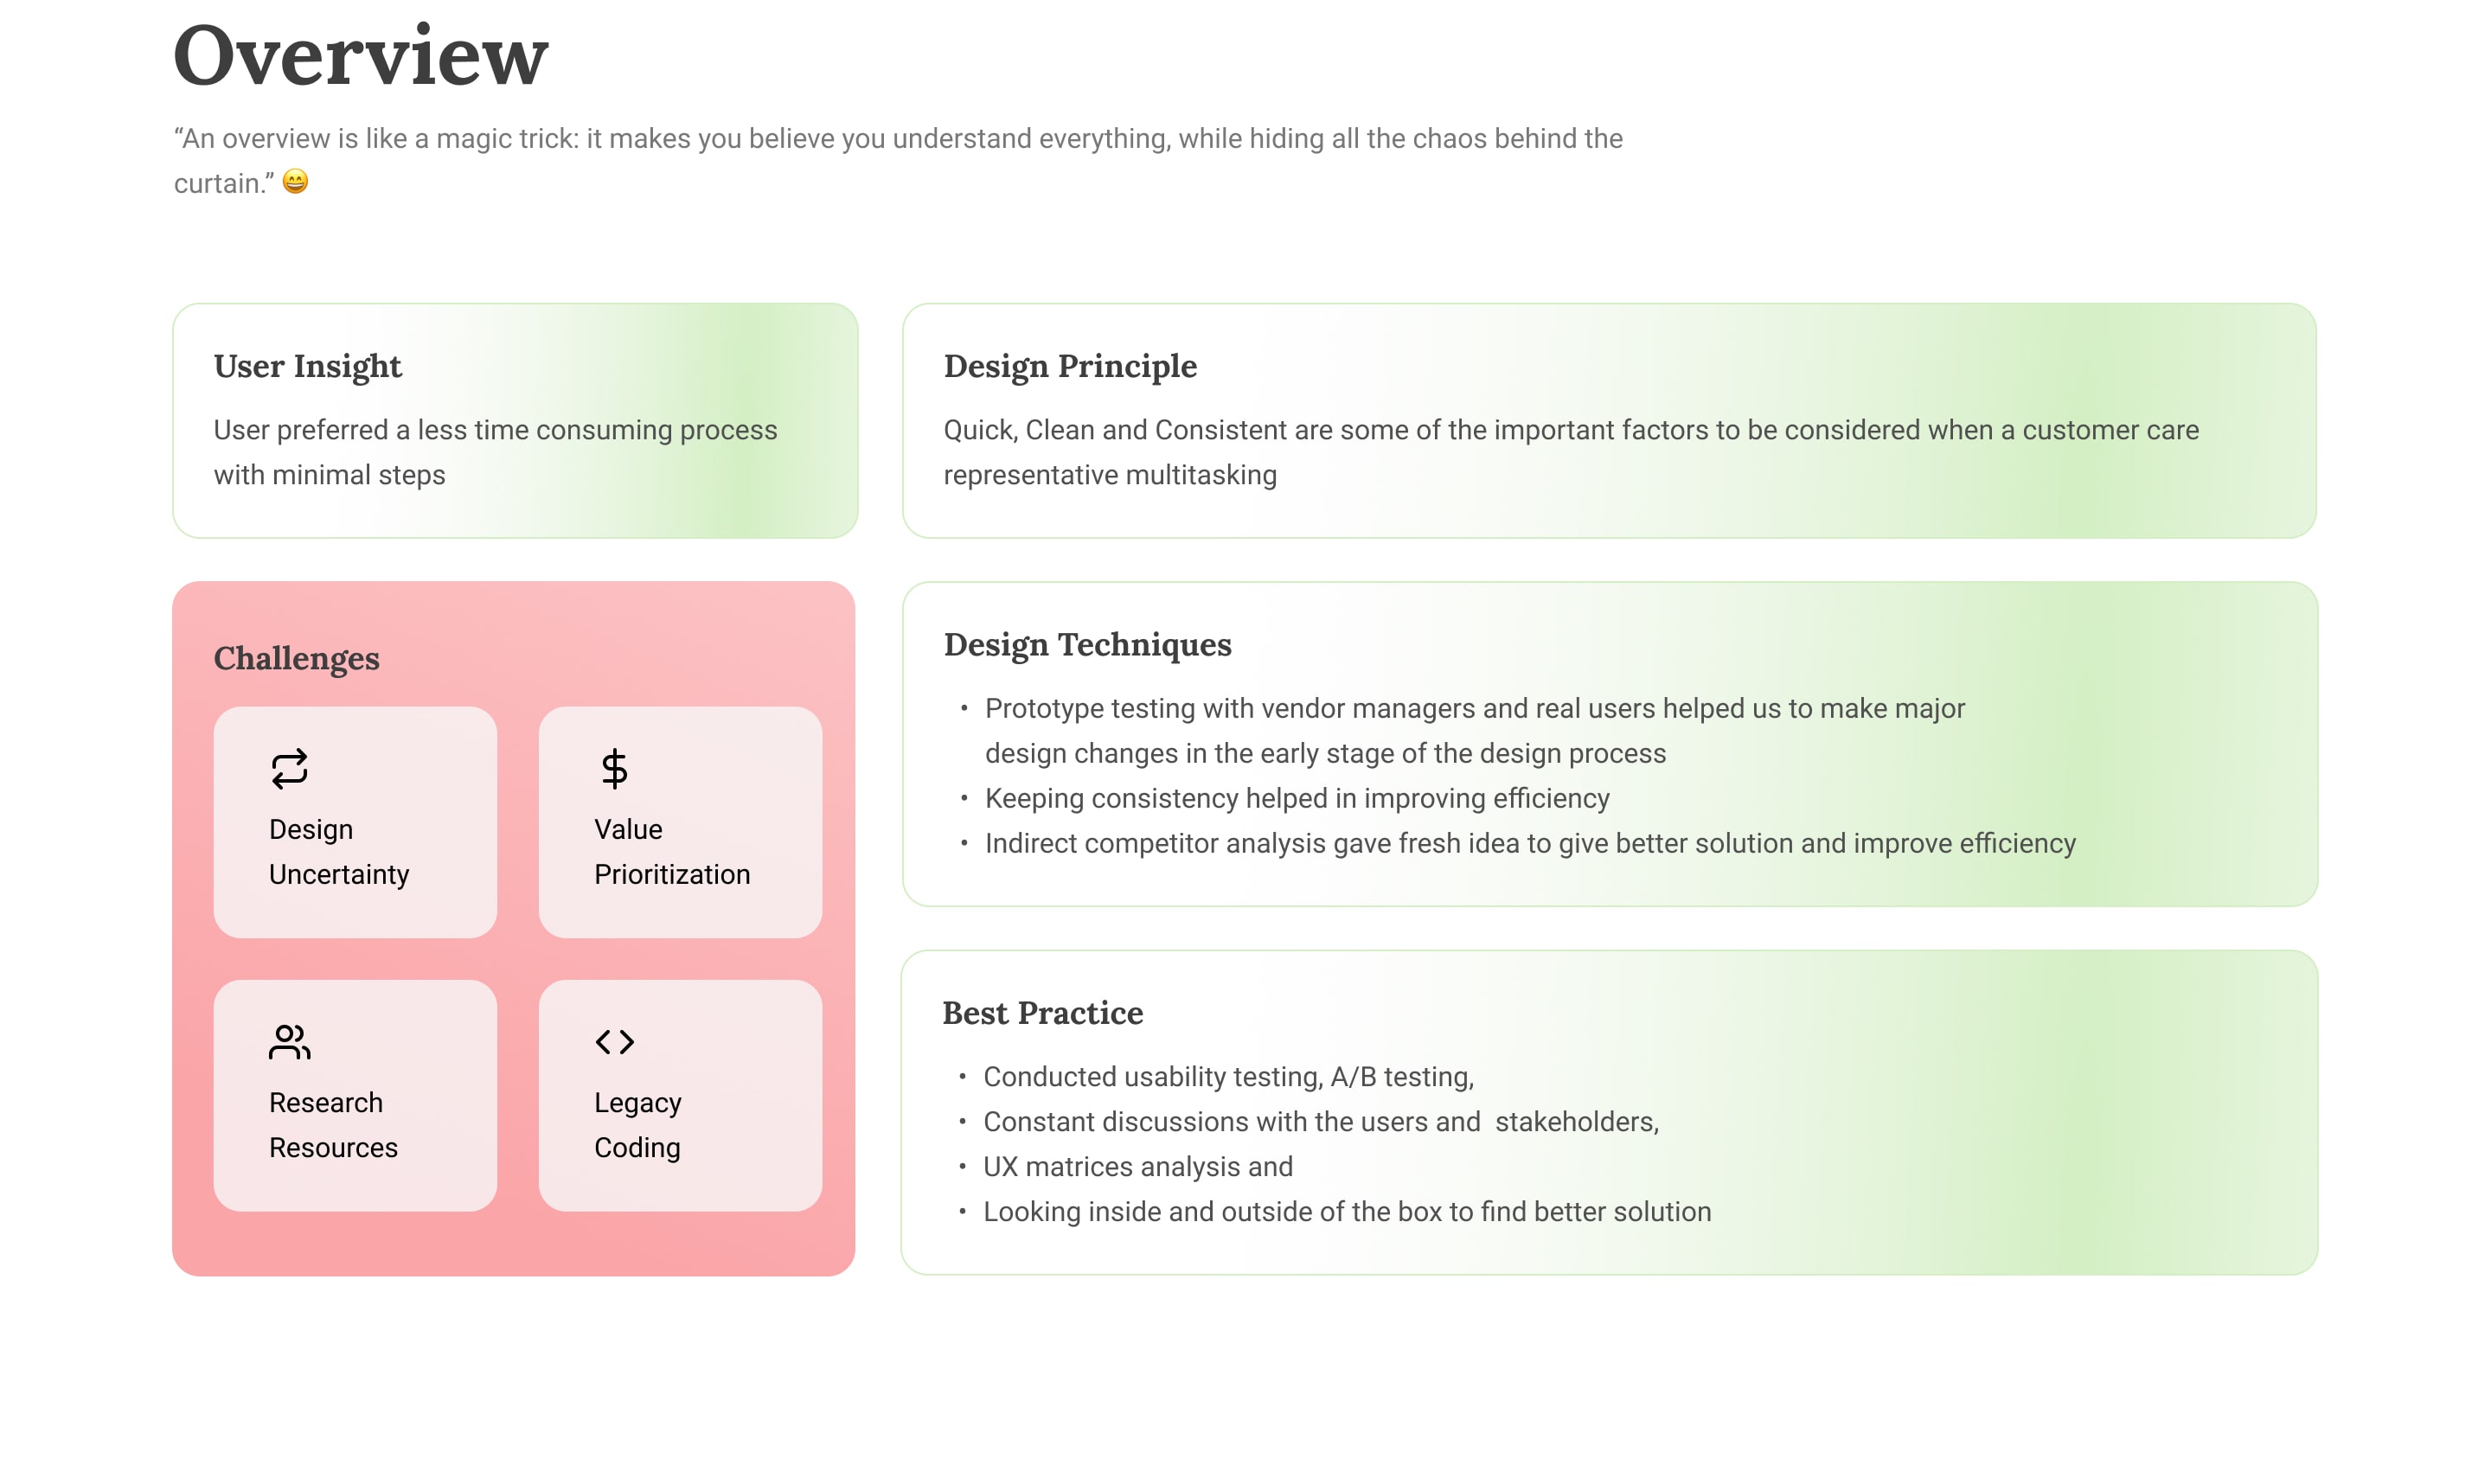 Overview
“An overview is like a magic trick: it makes you believe you understand everything, while hiding all the chaos behind the
curtain.” 😄
User Insight
User preferred a less time consuming process
with minimal steps
Design Principle
Quick, Clean and Consistent are some of the important factors to be considered when a customer care
representative multitasking
Challenges
Design
Uncertainty
Value
Prioritization
Research
Resources
Legacy
Coding
Design Techniques
• Prototype testing with vendor managers and real users helped us to make major
design changes in the early stage of the design process
• Keeping consistency helped in improving efficiency
• Indirect competitor analysis gave fresh idea to give better solution and improve efficiency
Best Practice
• Conducted usability testing, A/B testing,
• Constant discussions with the users and  stakeholders,
• UX matrices analysis and
• Looking inside and outside of the box to find better solution